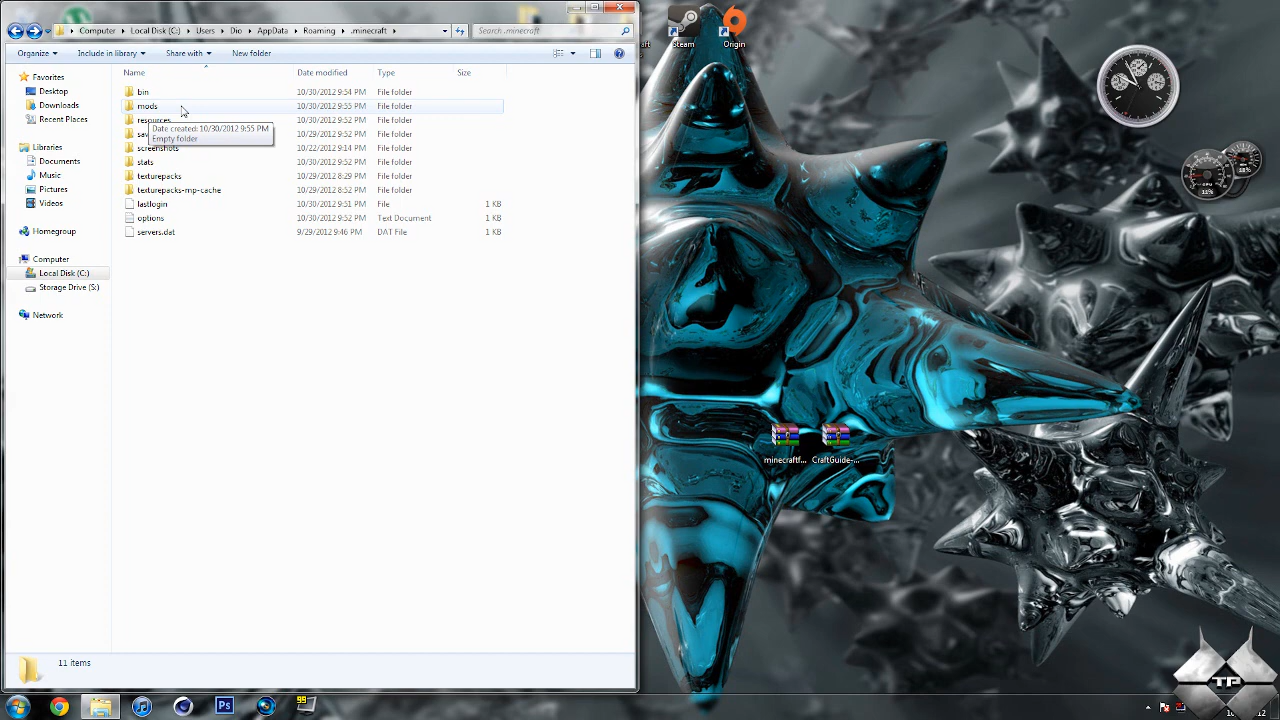 Computer Local Disk (C:) Users Dio AppData Roaming .minecraft
Search .minecraft
Organize Include in library Share with New folder
Name Date modified Type Size
Favorites
Desktop
Downloads
Recent Places
Libraries
Documents
Music
Pictures
Videos
Homegroup
Computer
Local Disk (C:)
Storage Drive (S:)
Network
bin 10/30/2012 9:54 PM File folder
mods 10/30/2012 9:55 PM File folder
resources 10/30/2012 9:52 PM File folder
10/29/2012 9:52 PM File folder
screenshots 10/22/2012 9:14 PM File folder
stats 10/30/2012 9:52 PM File folder
texturepacks 10/29/2012 8:29 PM File folder
texturepacks-mp-cache 10/29/2012 8:52 PM File folder
lastlogin 10/30/2012 9:51 PM File 1 KB
options 10/30/2012 9:52 PM Text Document 1 KB
servers.dat 9/29/2012 9:46 PM DAT File 1 KB
Date created: 10/30/2012 9:55 PM
Empty folder
11 items
Steam
Origin
minecraftf...
CraftGuide-...
11%
TP
Ps
99